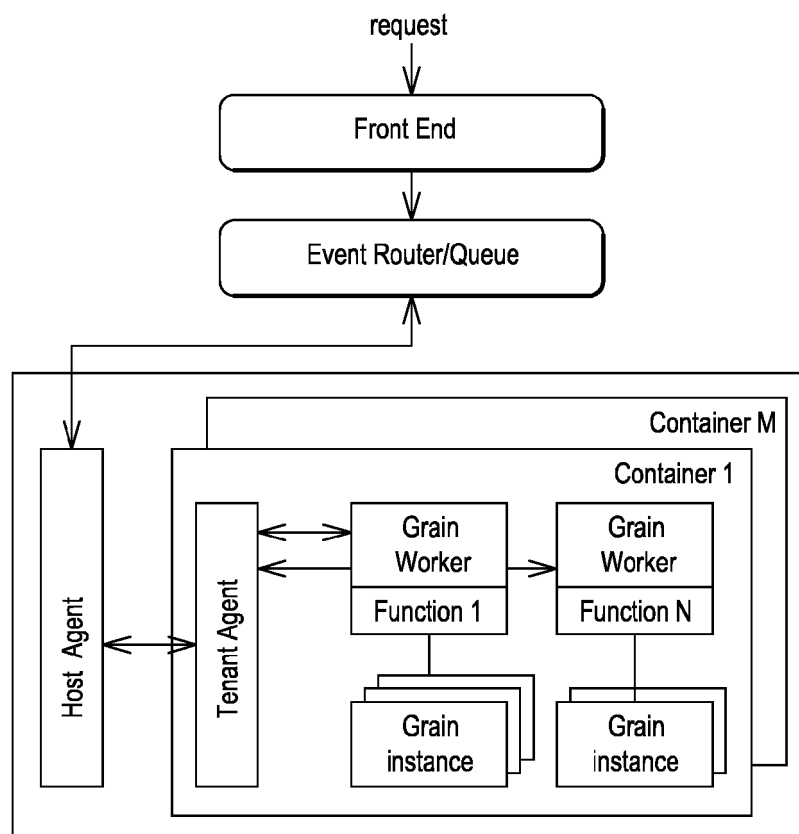 request
Front End
Event Router/Queue
Container M
Container 1
Host Agent
Tenant Agent
Grain
Worker
Function 1
Grain
Worker
Function N
Grain
instance
Grain
instance